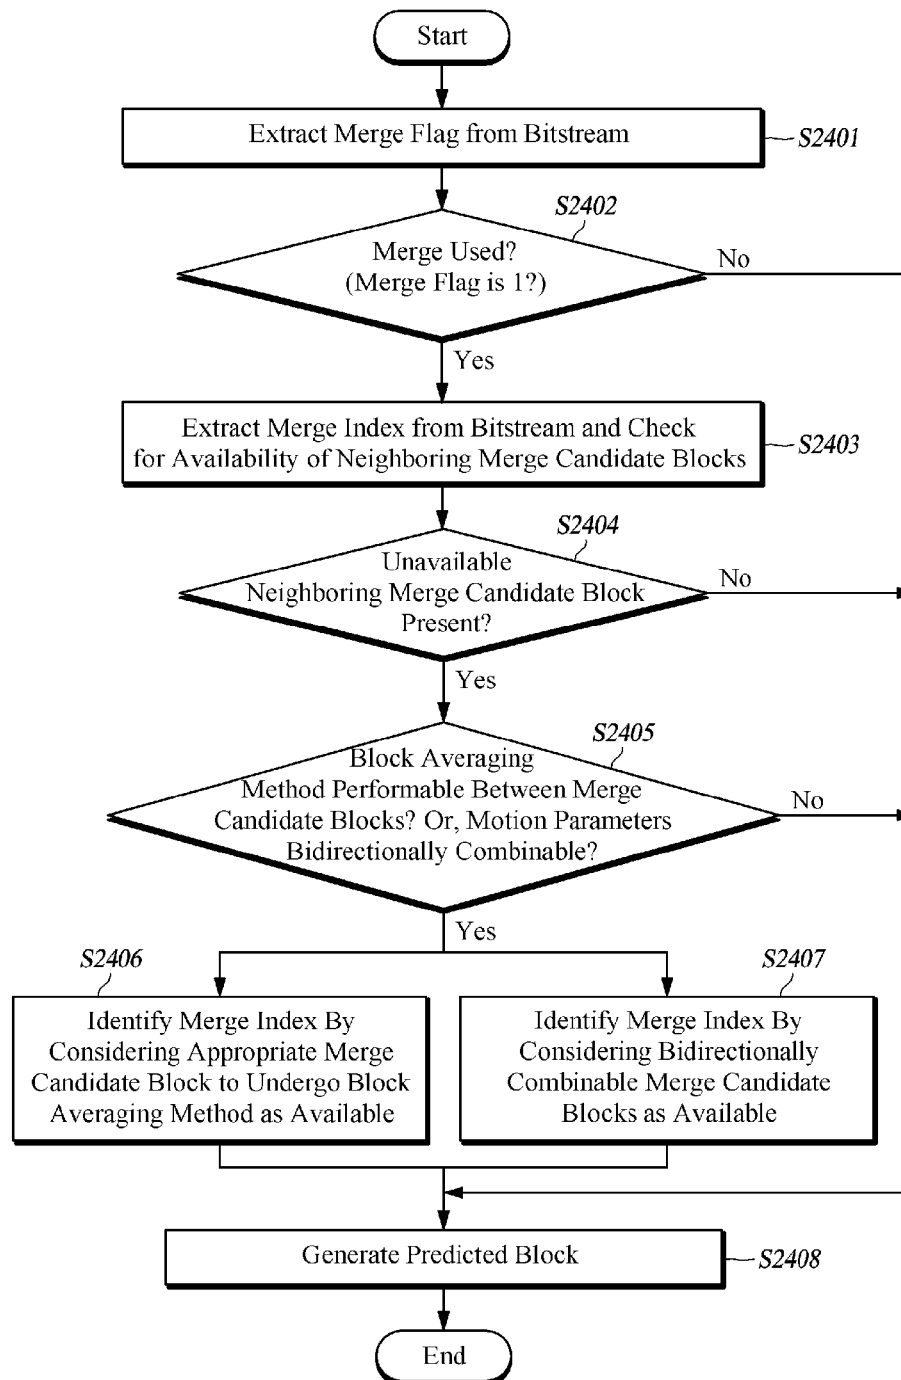 Start
Extract Merge Flag from Bitstream
S2401
S2402
Merge Used?
(Merge Flag is 1?)
No
Yes
Extract Merge Index from Bitstream and Check
for Availability of Neighboring Merge Candidate Blocks
S2403
S2404
Unavailable
Neighboring Merge Candidate Block
Present?
No
Yes
S2405
Block Averaging
Method Performable Between Merge
Candidate Blocks? Or, Motion Parameters
Bidirectionally Combinable?
No
Yes
S2406
Identify Merge Index By
Considering Appropriate Merge
Candidate Block to Undergo Block
Averaging Method as Available
S2407
Identify Merge Index By
Considering Bidirectionally
Combinable Merge Candidate
Blocks as Available
Generate Predicted Block
S2408
End